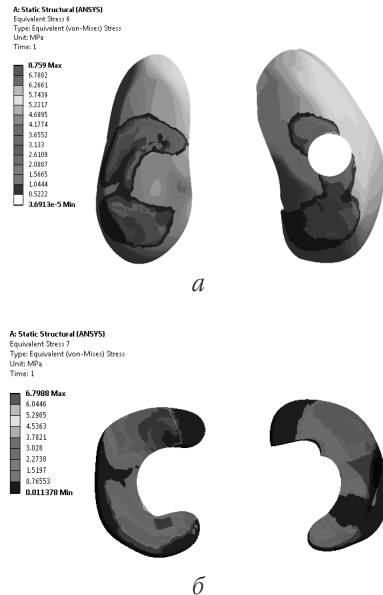 A: Static Structural (ANSYS)
Equivalent Stress 6
Type: Equivalent (von-Mises) Stress
Unit: MPa
Time: 1
8.759 Max
6.7882
6.2661
5.7439
5.2217
4.6995
4.1774
3.6552
3.133
2.6109
2.0887
1.5665
1.0444
0.5222
3.6913e-5 Min
а
A: Static Structural (ANSYS)
Equivalent Stress 7
Type: Equivalent (von-Mises) Stress
Unit: MPa
Time: 1
6.7988 Max
6.0446
5.2905
4.5363
3.7821
3.028
2.2738
1.5197
0.76553
0.011378 Min
б